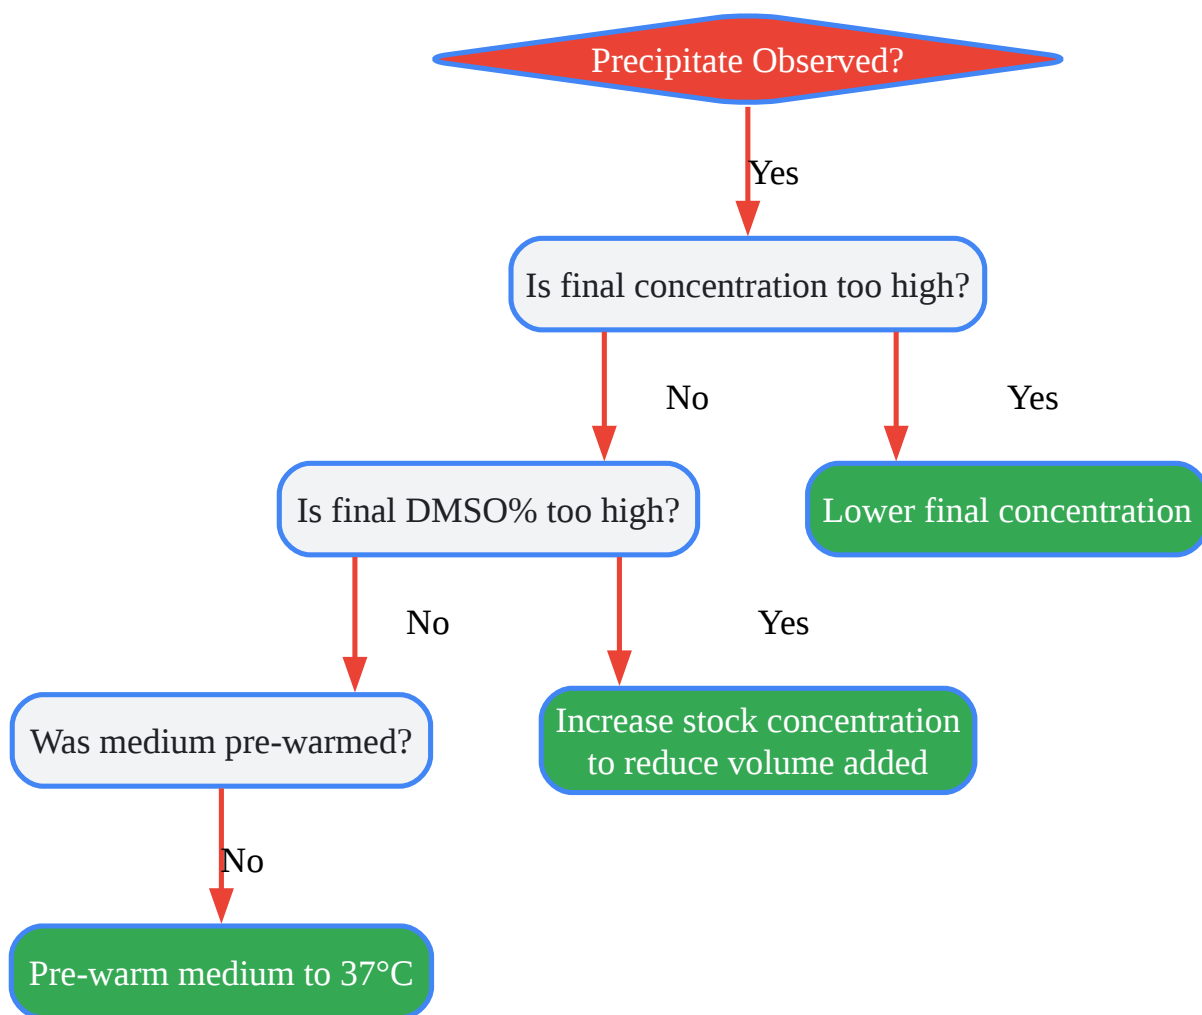 Precipitate Observed?
Yes
Is final concentration too high?
No
Yes
Is final DMSO% too high?
Lower final concentration
No
Yes
Was medium pre-warmed?
Increase stock concentration
to reduce volume added
No
Pre-warm medium to 37°C